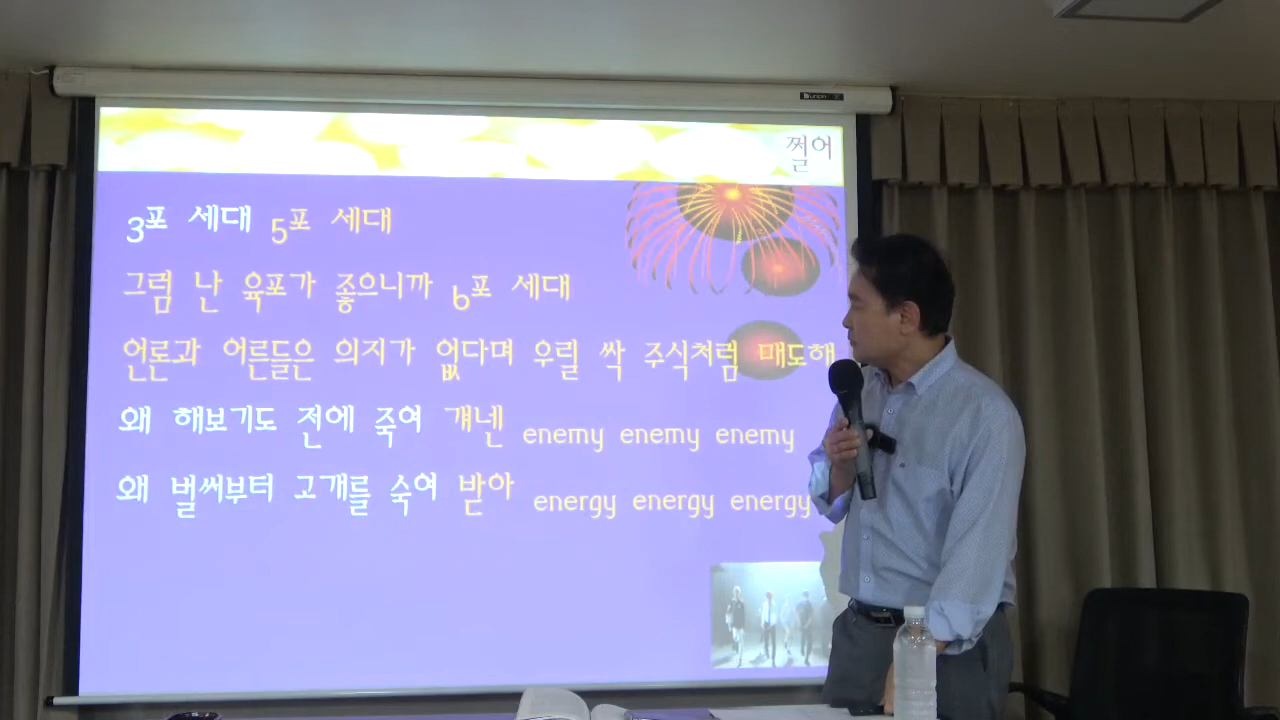 쩔어
3포 세대 5포 세대
그럼 난 육포가 좋으니까 6포 세대
언론과 어른들은 의지가 없다며 우릴 싹 주식처럼 매도해
왜 해보기도 전에 죽여 걔넨 enemy enemy enemy
왜 벌써부터 고개를 숙여 받아 energy energy energy